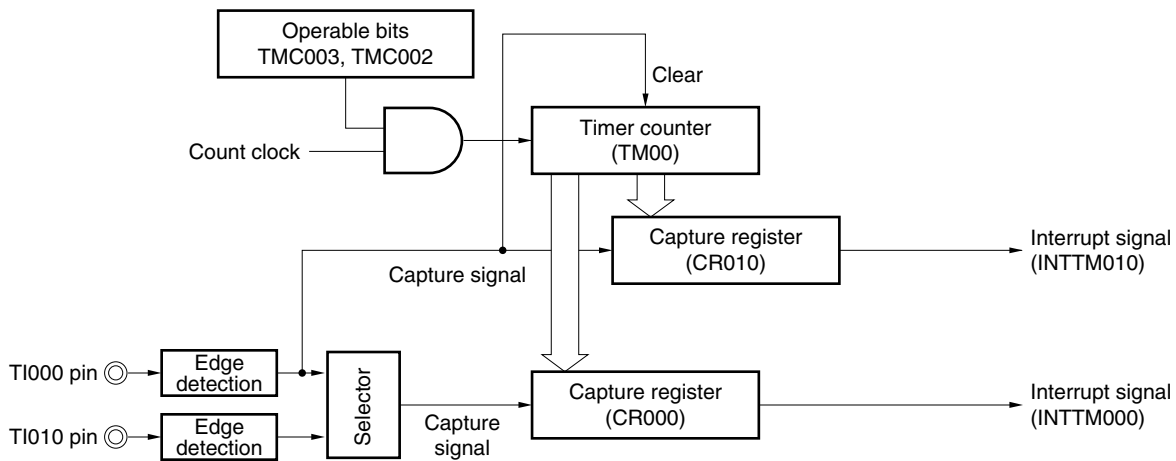 Operable bits
TMC003, TMC002
Clear
Timer counter
(TM00)
Count clock
Capture register
(CR010)
Interrupt signal
(INTTM010)
Capture signal
TI000 pin
Edge
detection
Selector
Capture register
(CR000)
Interrupt signal
(INTTM000)
TI010 pin
Edge
detection
Capture
signal